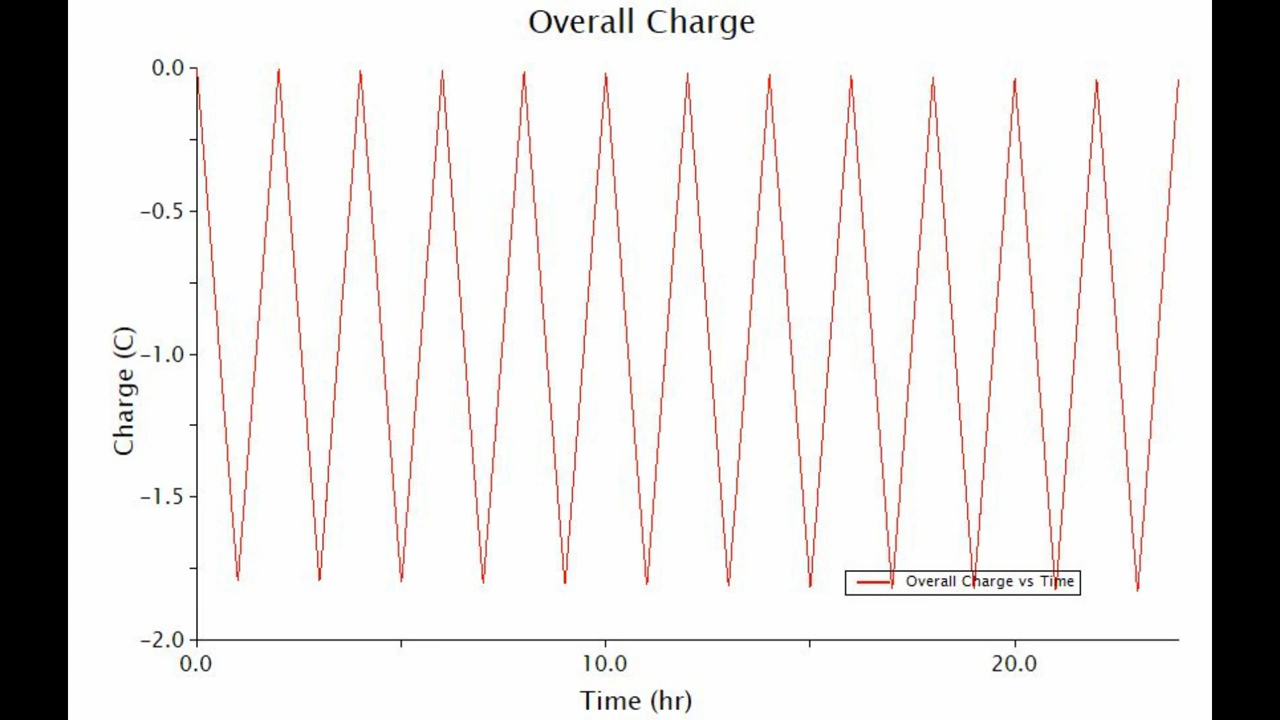 Overall Charge
0.0
−0.5
−1.0
−1.5
−2.0
Charge (C)
Overall Charge vs Time
0.0 10.0 20.0
Time (hr)